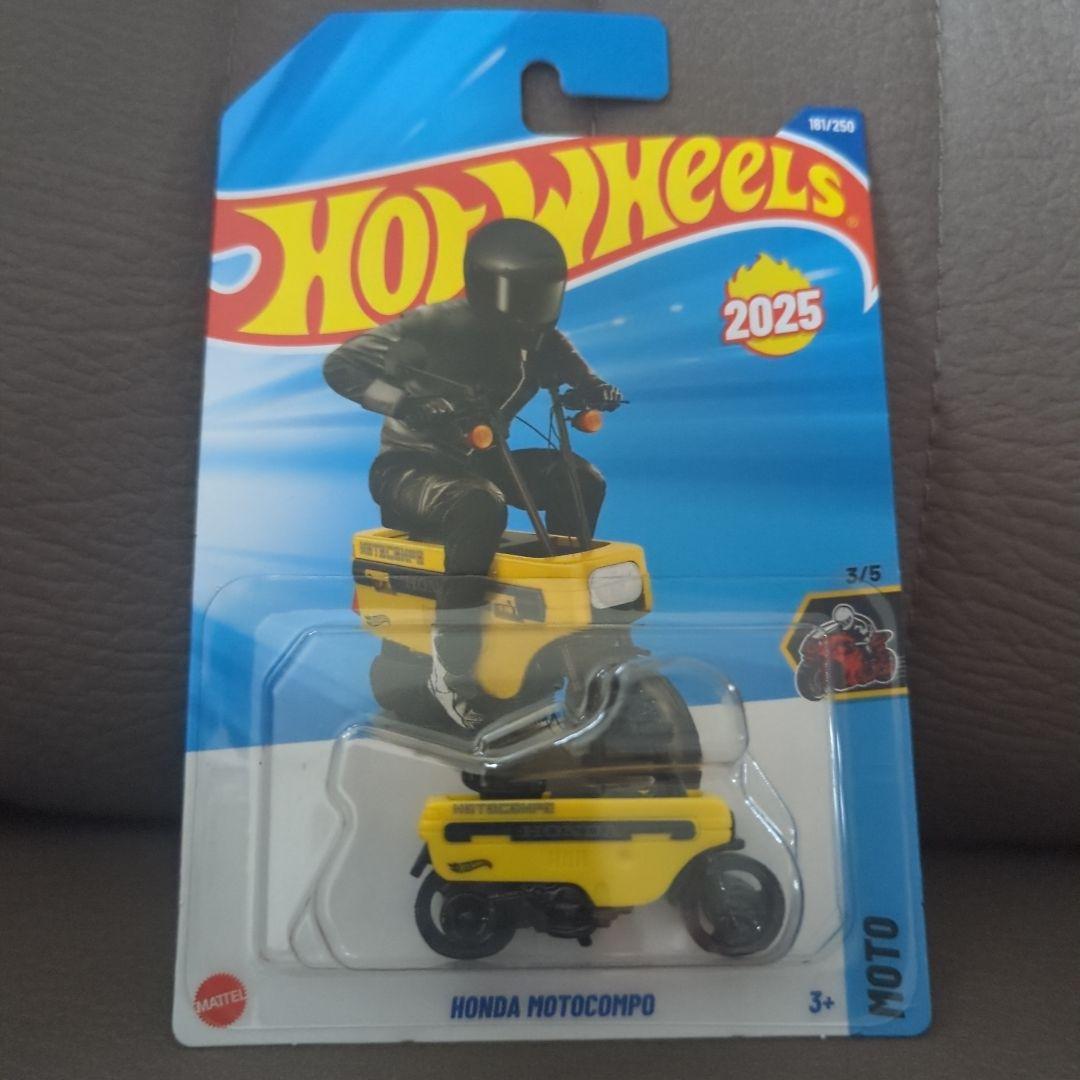 181/250
HOT WHEELS
2025
MOTOCOMPO
3/5
MOTOCOMPO
HONDA
MATTEL
HONDA MOTOCOMPO
3+
MOTO